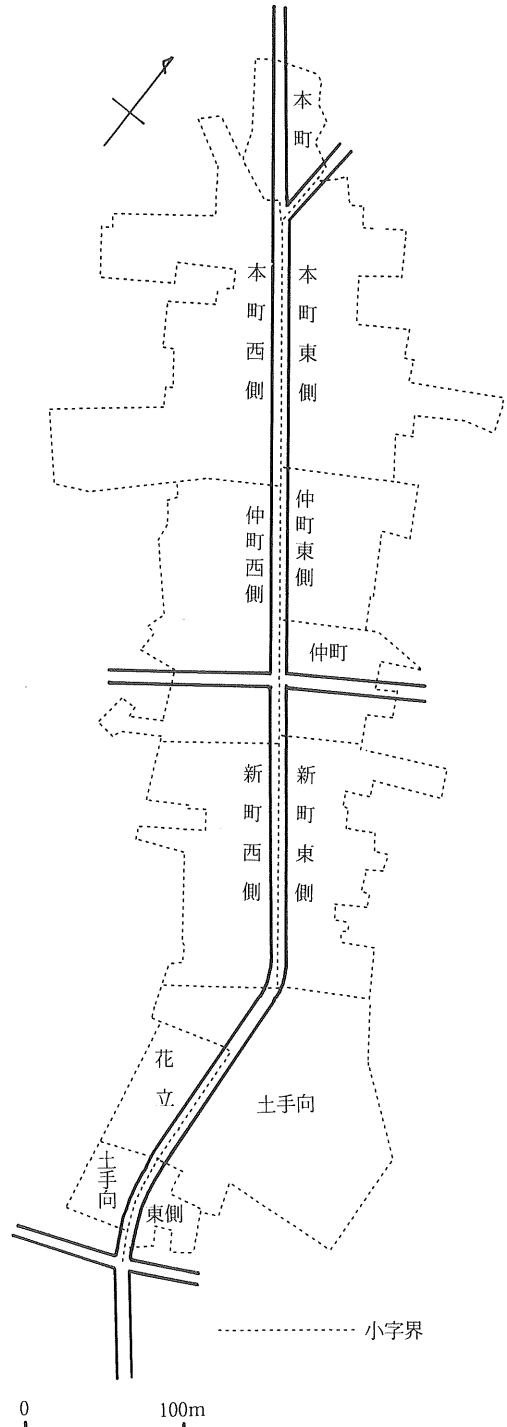 本町
本町西側
本町東側
仲町西側
仲町東側
仲町
新町西側
新町東側
花立
土手向
土手向
東側
小字界
0 100m